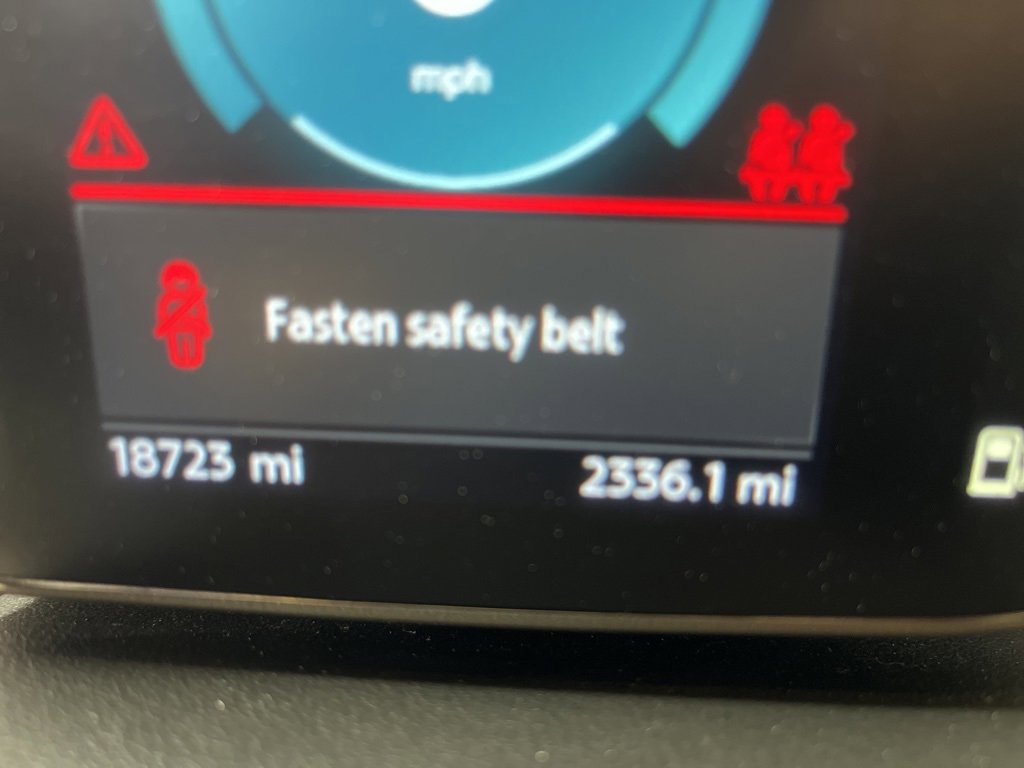 mph
Fasten safety belt
18723 mi 2336.1 mi